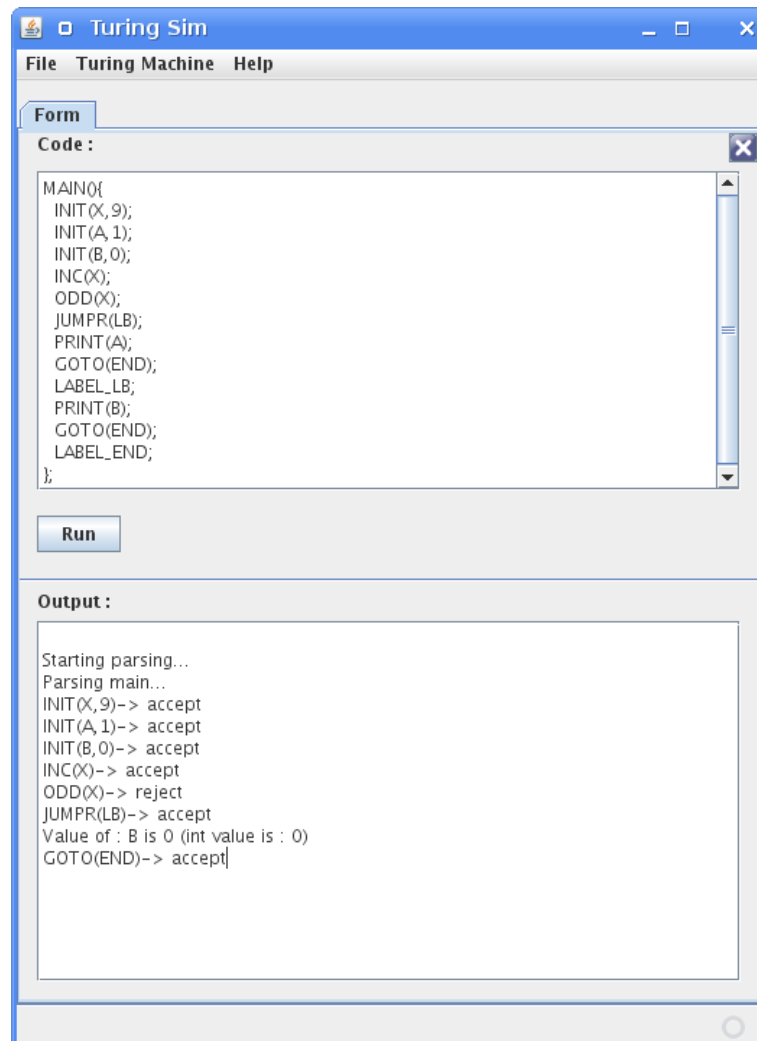 Turing Sim
File Turing Machine Help
Form
Code :
MAIN(){
INIT(X,9);
INIT(A,1);
INIT(B,0);
INC(X);
ODD(X);
JUMPR(LB);
PRINT(A);
GOTO(END);
LABEL_LB;
PRINT(B);
GOTO(END);
LABEL_END;
};
Run
Output :
Starting parsing...
Parsing main...
INIT(X,9)-> accept
INIT(A,1)-> accept
INIT(B,0)-> accept
INC(X)-> accept
ODD(X)-> reject
JUMPR(LB)-> accept
Value of : B is 0 (int value is : 0)
GOTO(END)-> accept